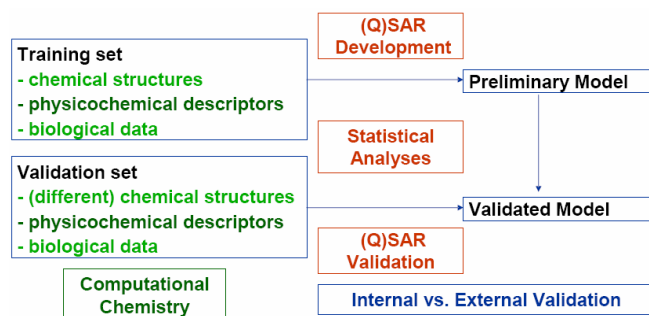 (Q)SAR
Development
Training set
- chemical structures
- physicochemical descriptors
- biological data
Preliminary Model
Statistical
Analyses
Validation set
- (different) chemical structures
- physicochemical descriptors
- biological data
Validated Model
(Q)SAR
Validation
Computational
Chemistry
Internal vs. External Validation